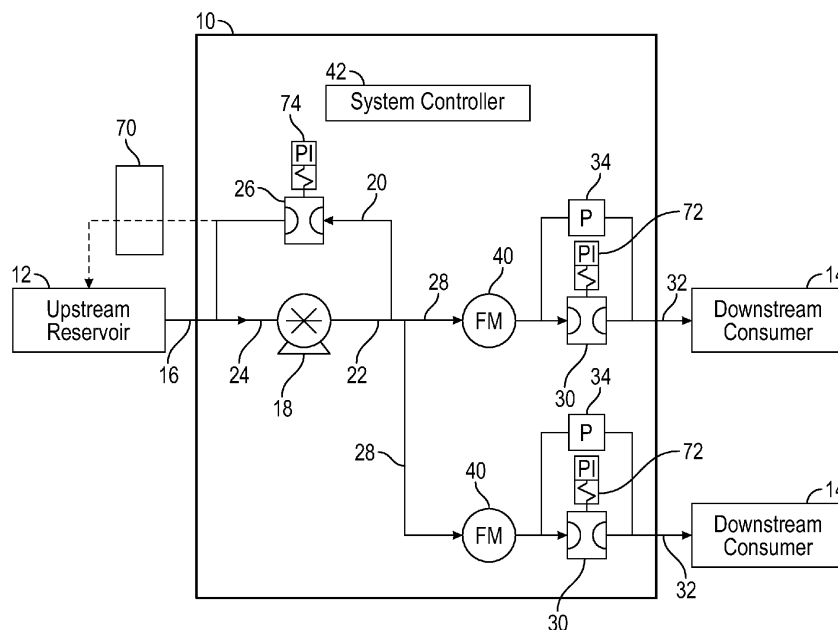 10
42
System Controller
74
PI
70
26
20
34
P
72
PI
12
Upstream
Reservoir
40
28
FM
32
14
Downstream
Consumer
16
24
18
22
30
34
P
28
40
72
PI
FM
14
Downstream
Consumer
32
30